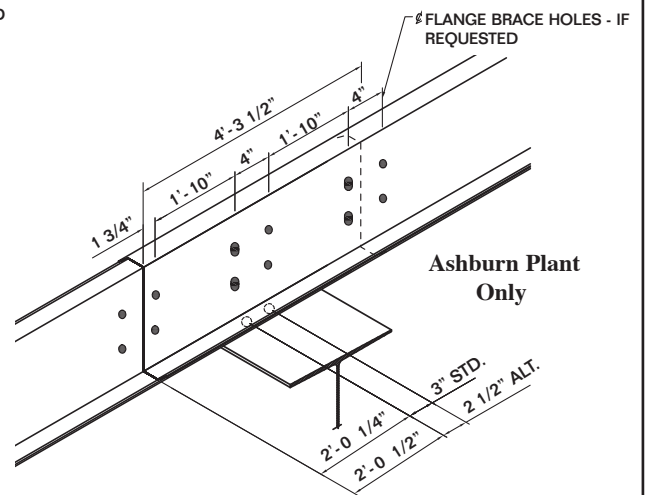 ℄ FLANGE BRACE HOLES - IF
REQUESTED
4'-3 1/2"
4"
1'-10"
4"
1'-10"
1 3/4"
Ashburn Plant
Only
3" STD.
2 1/2" ALT.
2'-0 1/4"
2'-0 1/2"